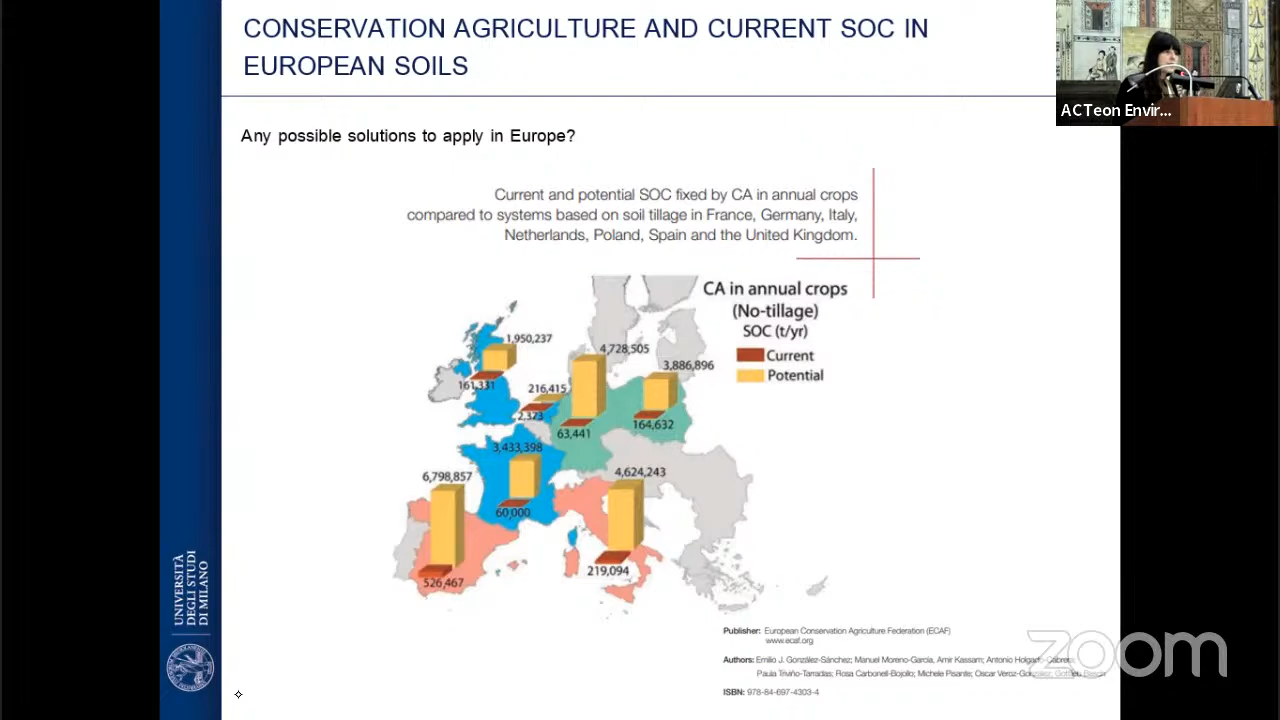 CONSERVATION AGRICULTURE AND CURRENT SOC IN
EUROPEAN SOILS
ACTeon Envir...
Any possible solutions to apply in Europe?
Current and potential SOC fixed by CA in annual crops
compared to systems based on soil tillage in France, Germany, Italy,
Netherlands, Poland, Spain and the United Kingdom.
CA in annual crops
(No-tillage)
SOC (t/yr)
Current
Potential
1,950,237
161,331
216,415
2,323
4,728,505
63,441
3,886,896
164,632
3,433,398
60,000
6,798,857
526,467
4,624,243
219,094
UNIVERSITÀ
DEGLI STUDI
DI MILANO
Publisher: European Conservation Agriculture Federation (ECAF)
www.ecaf.org
Authors: Emilio J. González-Sánchez; Manuel Moreno-García, Amir Kassam; Antonio Holgado-Cabrera;
Paula Triviño-Tarradas; Rosa Carbonell-Bojollo; Michele Pisante; Oscar Veroz-González; Gottlieb Basch
ISBN: 978-84-697-4303-4
zoom